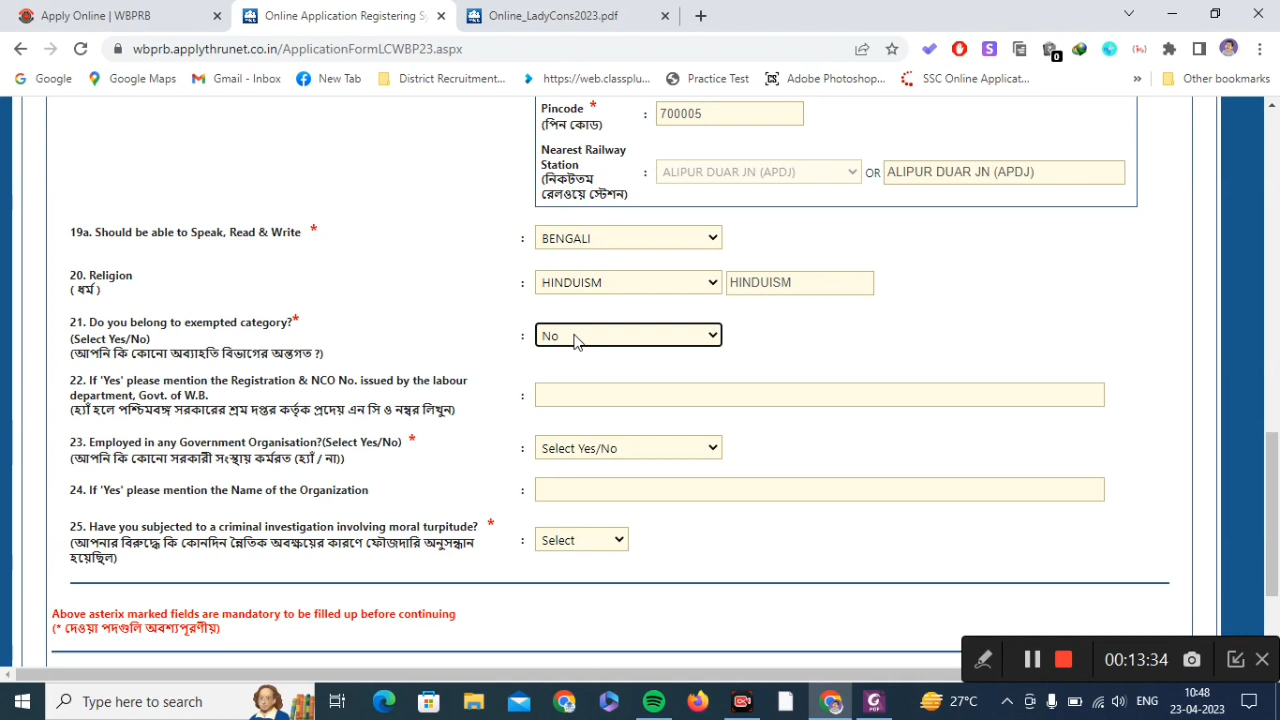 Apply Online | WBPRB
Online Application Registering Sy
Online_LadyCons2023.pdf
wbprb.applythrunet.co.in/ApplicationFormLCWBP23.aspx
0
Google
Google Maps
Gmail - Inbox
New Tab
District Recruitment...
https://web.classplu...
Practice Test
Adobe Photoshop...
SSC Online Applicat...
»
Other bookmarks
Pincode *
(পিন কোড)
:
700005
Nearest Railway
Station
(নিকটতম
রেলওয়ে স্টেশন)
:
ALIPUR DUAR JN (APDJ)
OR
ALIPUR DUAR JN (APDJ)
19a. Should be able to Speak, Read & Write *
:
BENGALI
20. Religion
( ধর্ম )
:
HINDUISM
HINDUISM
21. Do you belong to exempted category?*
(Select Yes/No)
(আপনি কি কোনো অব্যাহতি বিভাগের অন্তগত ?)
:
No
22. If 'Yes' please mention the Registration & NCO No. issued by the labour
department, Govt. of W.B.
(হ্যাঁ হলে পশ্চিমবঙ্গ সরকারের শ্রম দপ্তর কর্তৃক প্রদেয় এন সি ও নম্বর লিখুন)
:
23. Employed in any Government Organisation?(Select Yes/No) *
(আপনি কি কোনো সরকারী সংস্থায় কর্মরত (হ্যাঁ / না))
:
Select Yes/No
24. If 'Yes' please mention the Name of the Organization
:
25. Have you subjected to a criminal investigation involving moral turpitude? *
(আপনার বিরুদ্ধে কি কোনদিন নৈতিক অবক্ষয়ের কারণে ফৌজদারি অনুসন্ধান
হয়েছিল)
:
Select
Above asterix marked fields are mandatory to be filled up before continuing
(* দেওয়া পদগুলি অবশ্যপূরণীয়)
00:13:34
Type here to search
27°C
ENG
10:48
23-04-2023